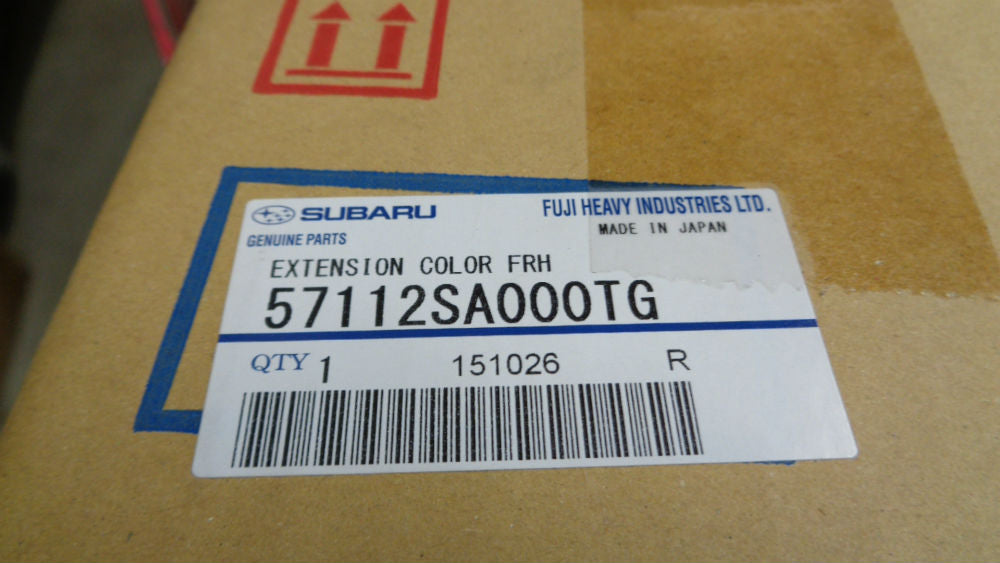 SUBARU
FUJI HEAVY INDUSTRIES LTD.
GENUINE PARTS
MADE IN JAPAN
EXTENSION COLOR FRH
57112SA000TG
QTY 1 151026 R